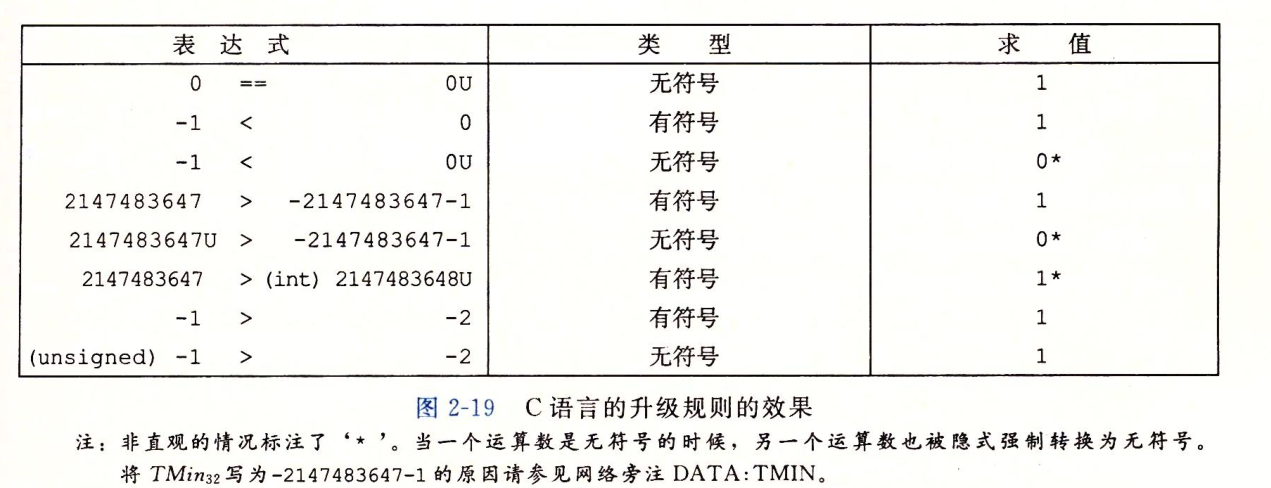 表 达 式 类 型 求 值
0 == 0U 无符号 1
-1 < 0 有符号 1
-1 < 0U 无符号 0*
2147483647 > -2147483647-1 有符号 1
2147483647U > -2147483647-1 无符号 0*
2147483647 > (int) 2147483648U 有符号 1*
-1 > -2 有符号 1
(unsigned) -1 > -2 无符号 1
图 2-19 C语言的升级规则的效果
注：非直观的情况标注了‘*’。当一个运算数是无符号的时候，另一个运算数也被隐式强制转换为无符号。
将 TMin32写为-2147483647-1的原因请参见网络旁注 DATA:TMIN。